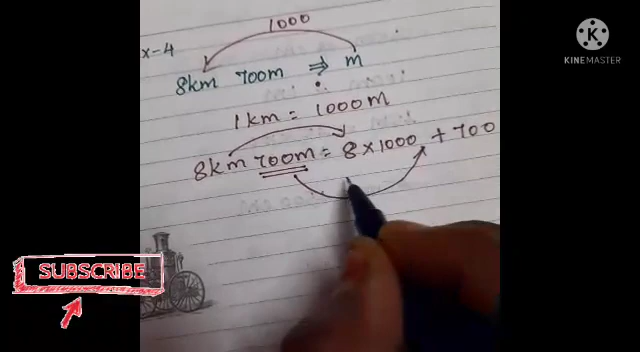 1000
x-4
8km 700m ⇒ m
1km = 1000m
8km 700m = 8×1000 + 700
KINEMASTER
SUBSCRIBE